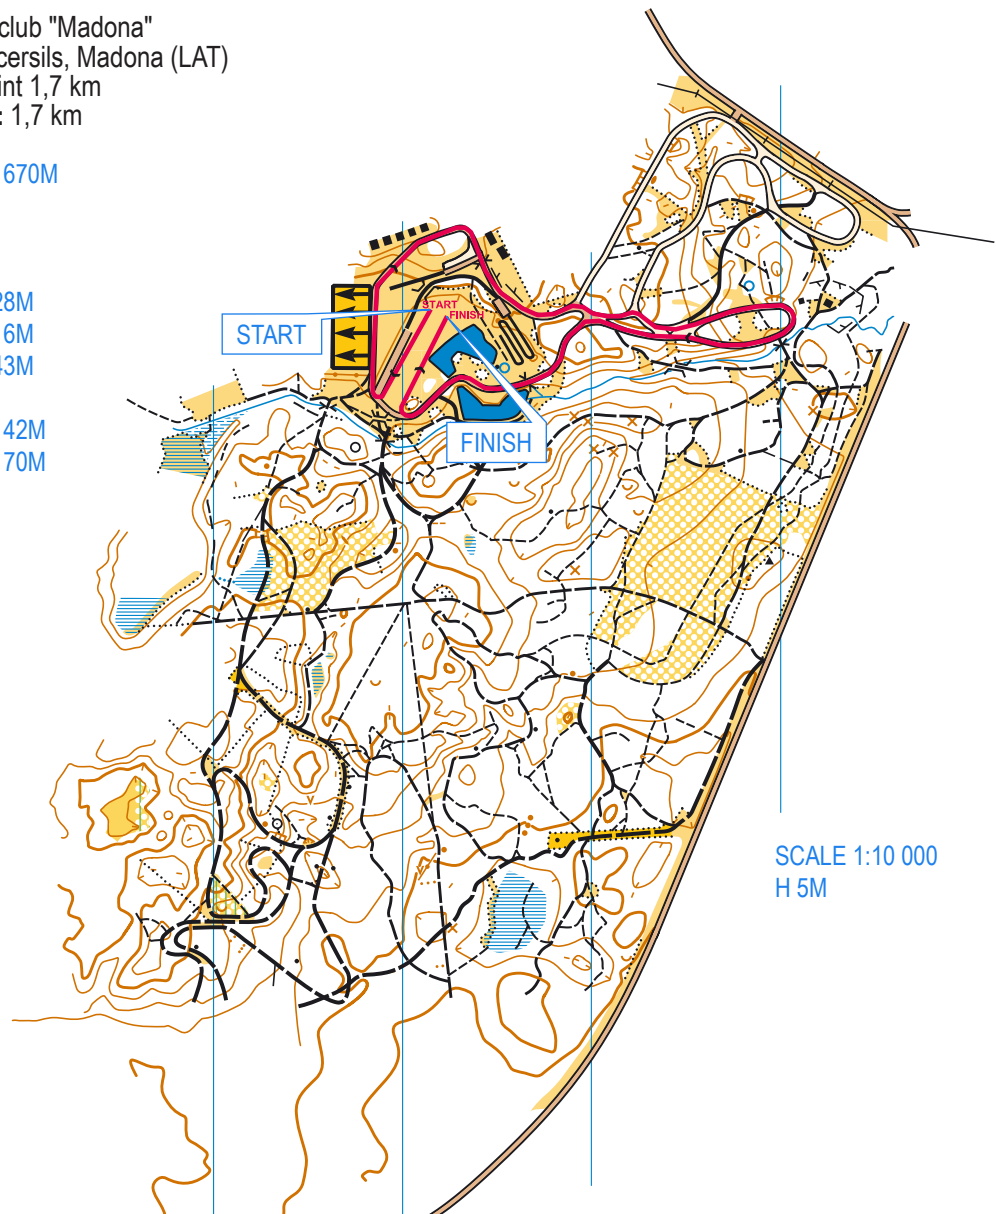 club "Madona"
cersils, Madona (LAT)
int 1,7 km
: 1,7 km
670M
28M
6M
43M
42M
70M
START
FINISH
START
FINISH
SCALE 1:10 000
H 5M